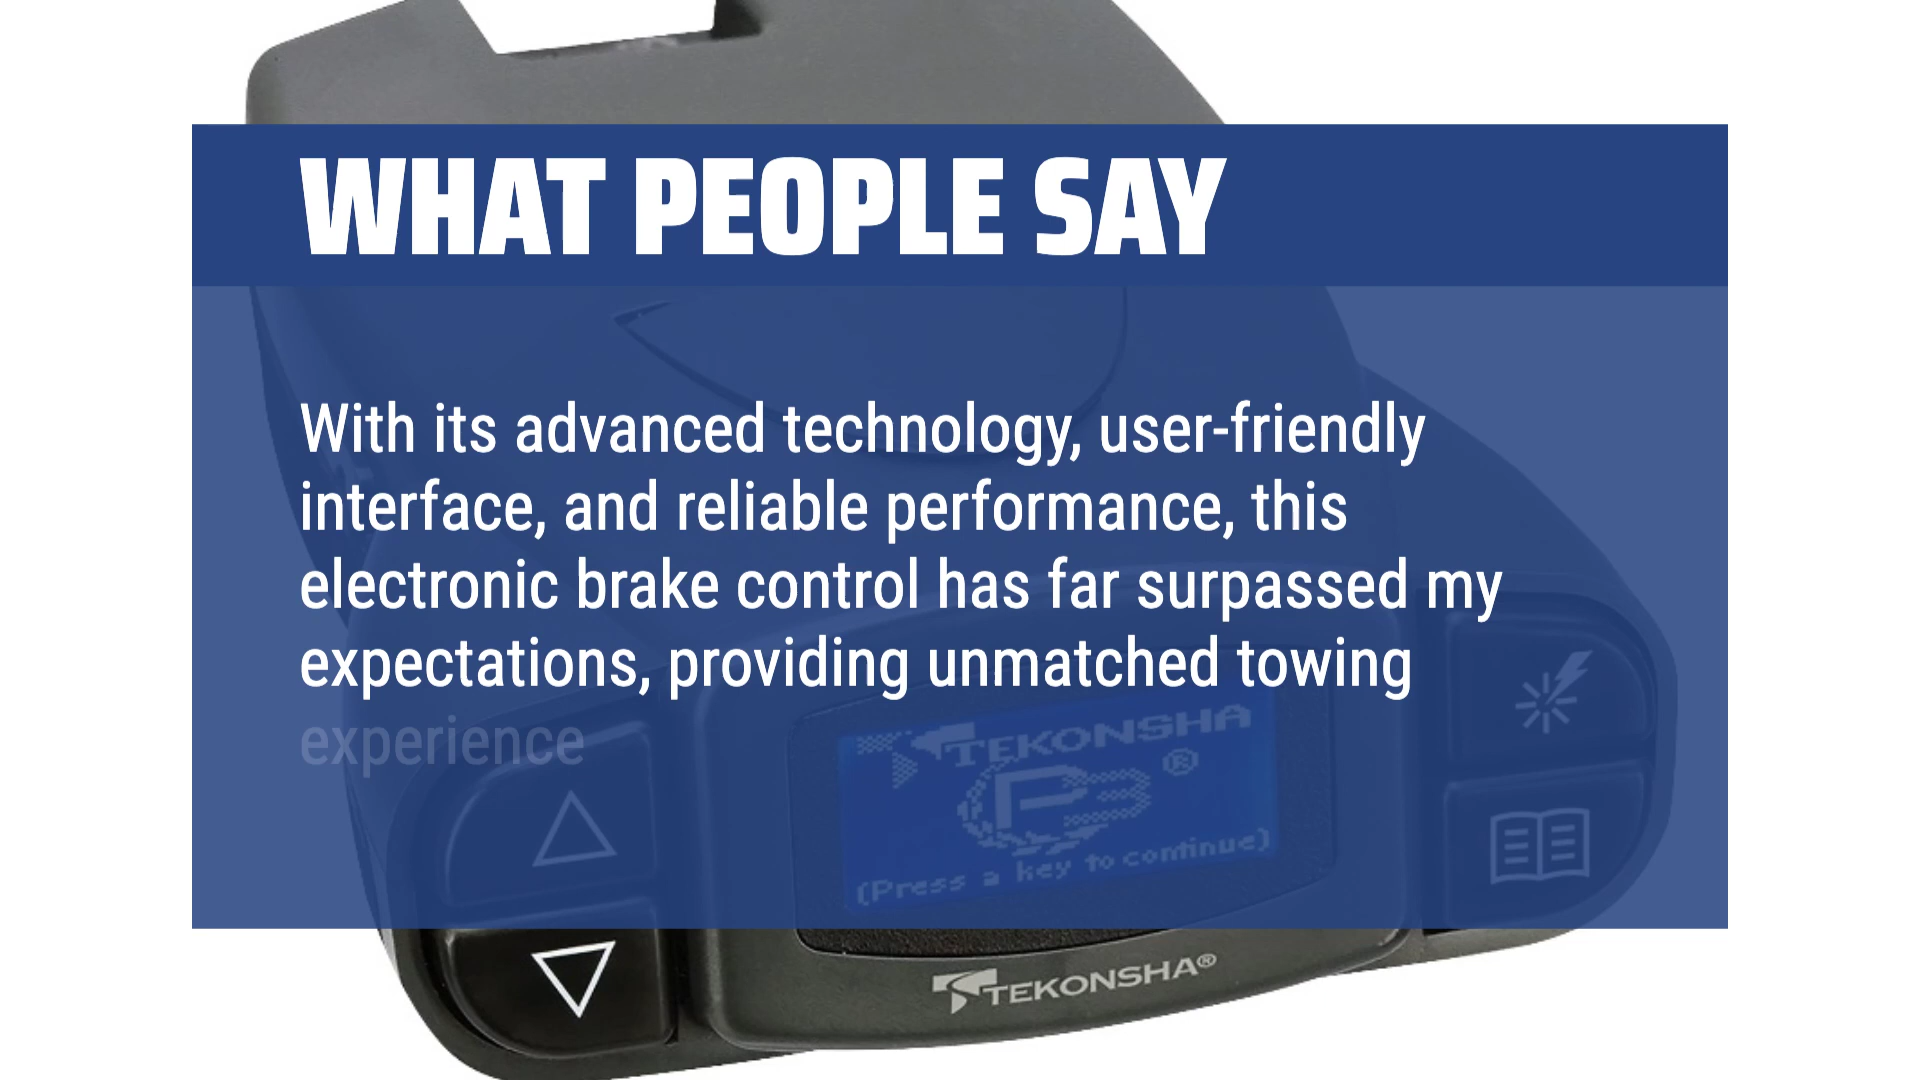 WHAT PEOPLE SAY
With its advanced technology, user-friendly
interface, and reliable performance, this
electronic brake control has far surpassed my
expectations, providing unmatched towing
experience
TEKONSHA
P3®
(Press a key to continue)
TEKONSHA®